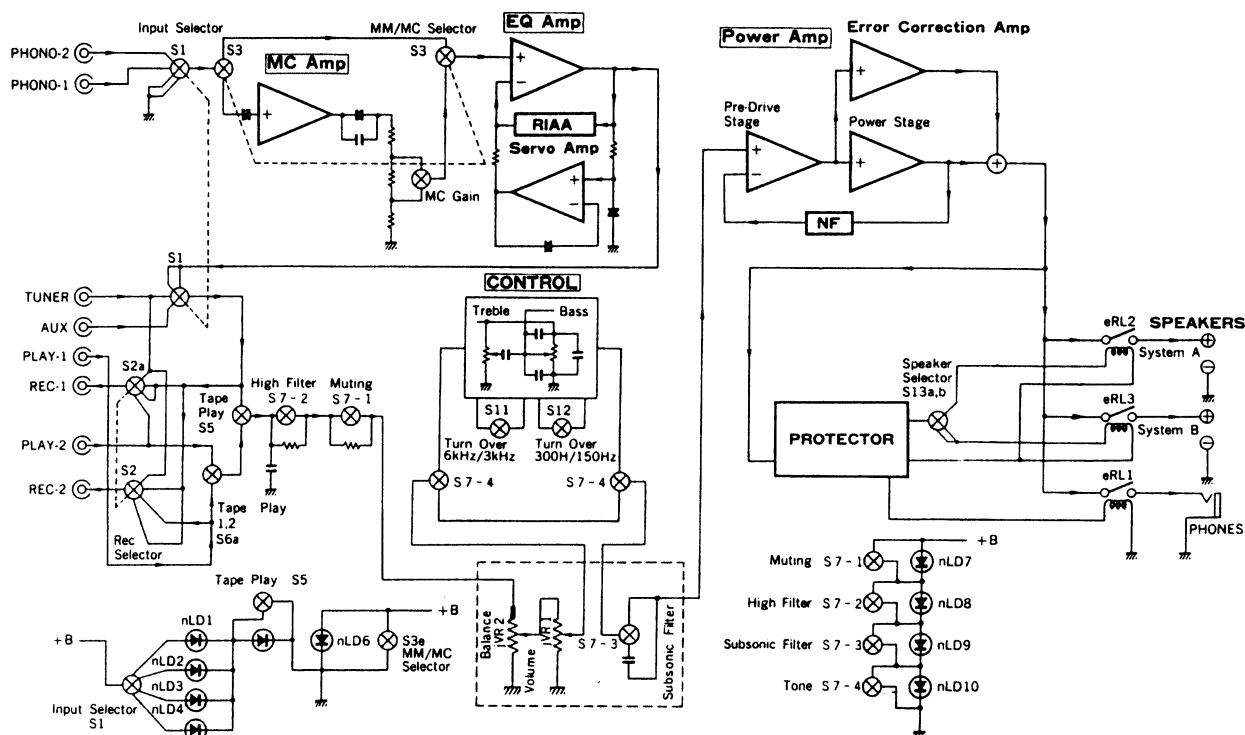 Input Selector
S1
S3
MM/MC Selector
S3
EQ Amp
Power Amp
Error Correction Amp
PHONO-2
PHONO-1
MC Amp
+
+
−
RIAA
Servo Amp
+
−
MC Gain
Pre-Drive
Stage
Power Stage
+
+
−
+
+
NF
S1
TUNER
AUX
PLAY-1
REC-1
PLAY-2
REC-2
S2a
S2
Rec
Selector
Tape
Play
S5
High Filter
S7-2
Muting
S7-1
Play
Tape
1,2
S6a
CONTROL
Treble
Bass
S11
S12
Turn Over
6kHz/3kHz
Turn Over
300H/150Hz
S7-4
S7-4
PROTECTOR
Speaker
Selector
S13a,b
eRL2
SPEAKERS
System A
+
−
eRL3
System B
+
−
eRL1
PHONES
Tape Play S5
+B
nLD1
nLD2
nLD3
nLD4
Input Selector
S1
nLD6
+B
S3e
MM/MC
Selector
Balance
jVR2
Volume
jVR1
S7-3
Subsonic Filter
+B
Muting S7-1
nLD7
High Filter S7-2
nLD8
Subsonic Filter S7-3
nLD9
Tone S7-4
nLD10